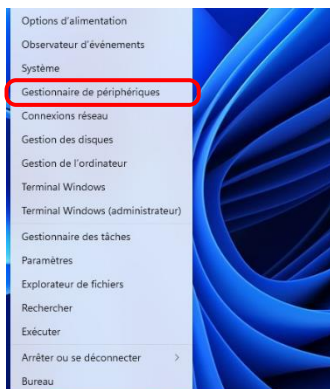 Options d'alimentation
Observateur d'événements
Système
Gestionnaire de périphériques
Connexions réseau
Gestion des disques
Gestion de l'ordinateur
Terminal Windows
Terminal Windows (administrateur)
Gestionnaire des tâches
Paramètres
Explorateur de fichiers
Rechercher
Exécuter
Arrêter ou se déconnecter
Bureau